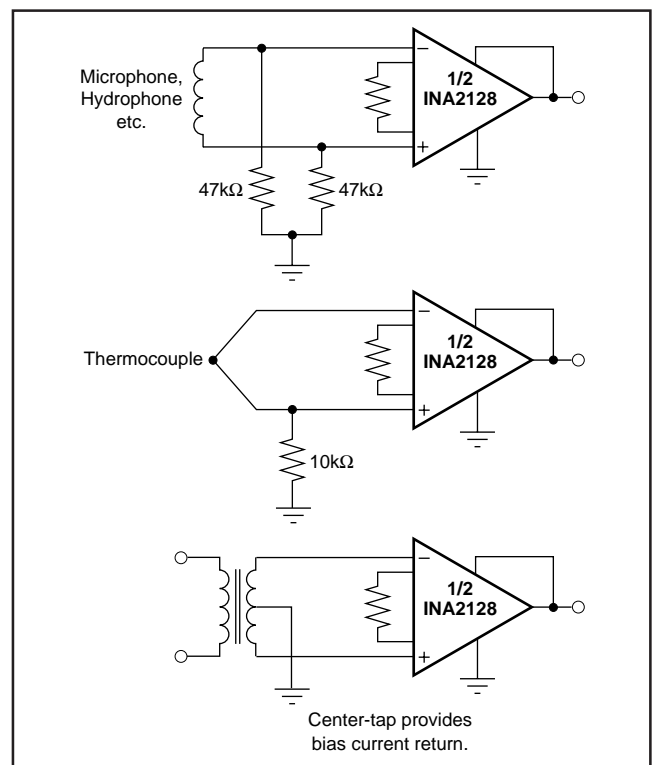 Microphone,
Hydrophone
etc.
−
1/2
INA2128
+
47kΩ
47kΩ
Thermocouple
−
1/2
INA2128
+
10kΩ
−
1/2
INA2128
+
Center-tap provides
bias current return.